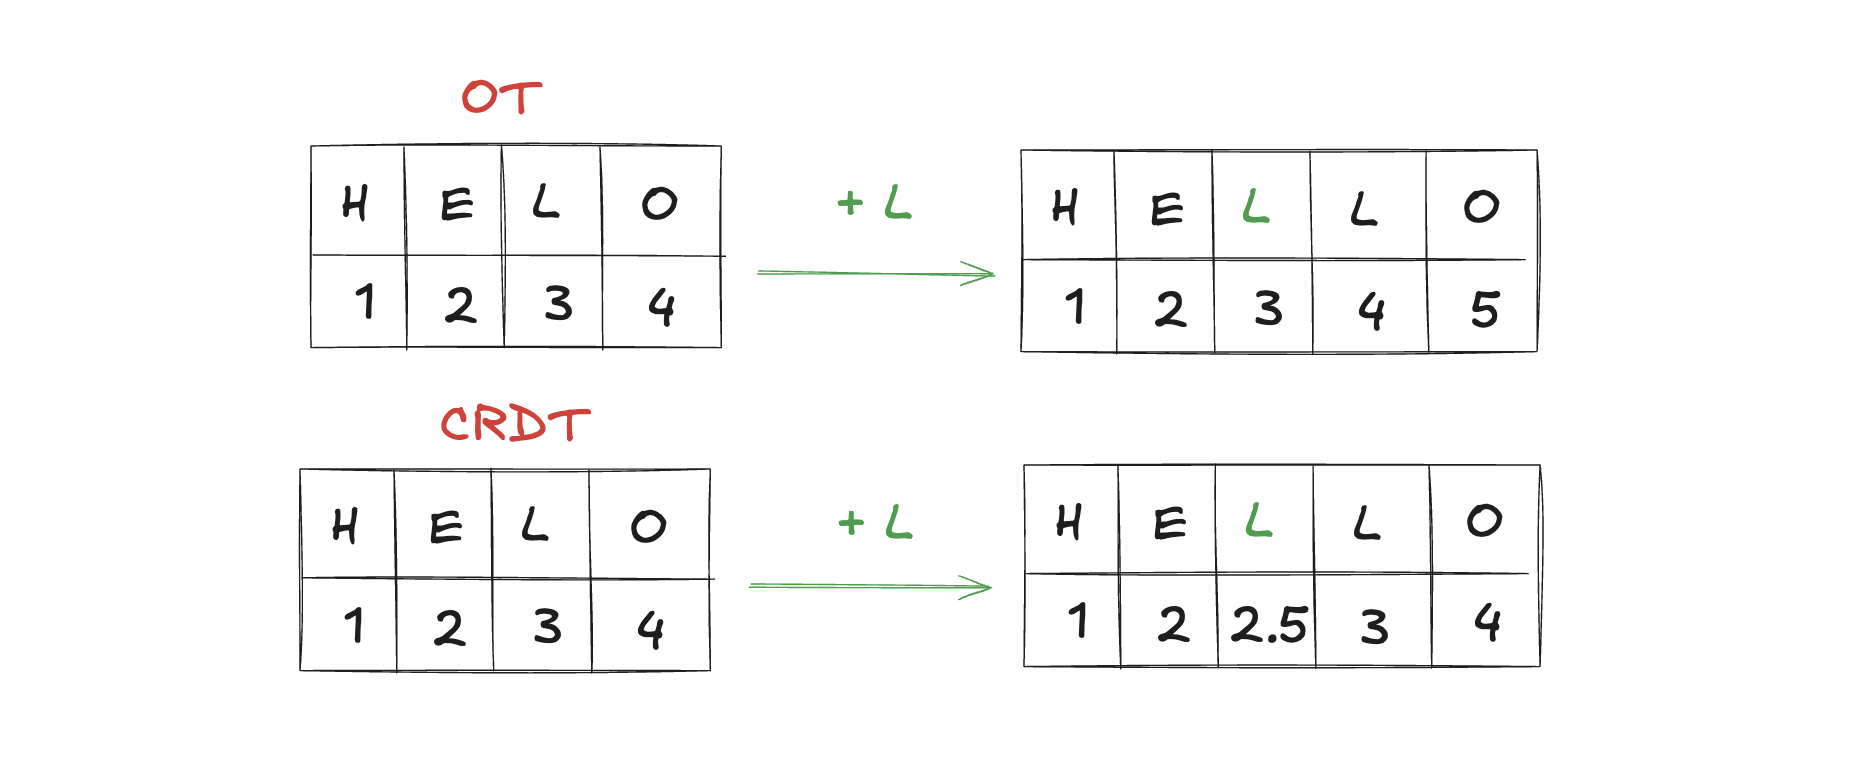 OT
H E L O
1 2 3 4
+ L
H E L L O
1 2 3 4 5
CRDT
H E L O
1 2 3 4
+ L
H E L L O
1 2 2.5 3 4